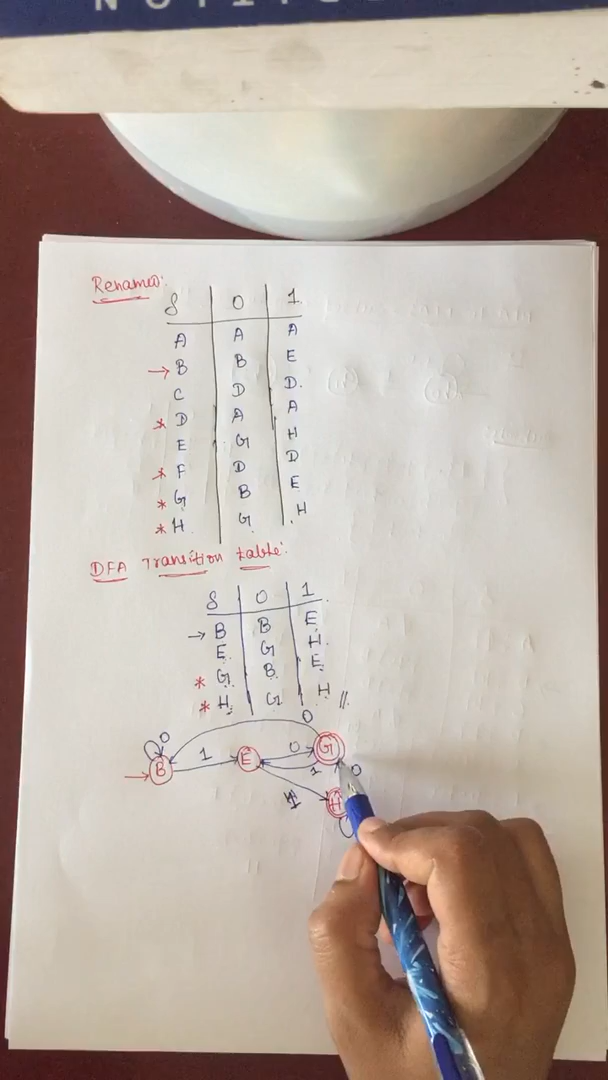 Rename:
δ 0 1
A A A
→ B B E
C D D.
* D A A
E G H
* F D D
* G B E
* H G H
DFA Transition table:
δ 0 1
→ B B E
E G H
* G B E
* H G H //
0
0 1 0
B E G
1 0
1 H